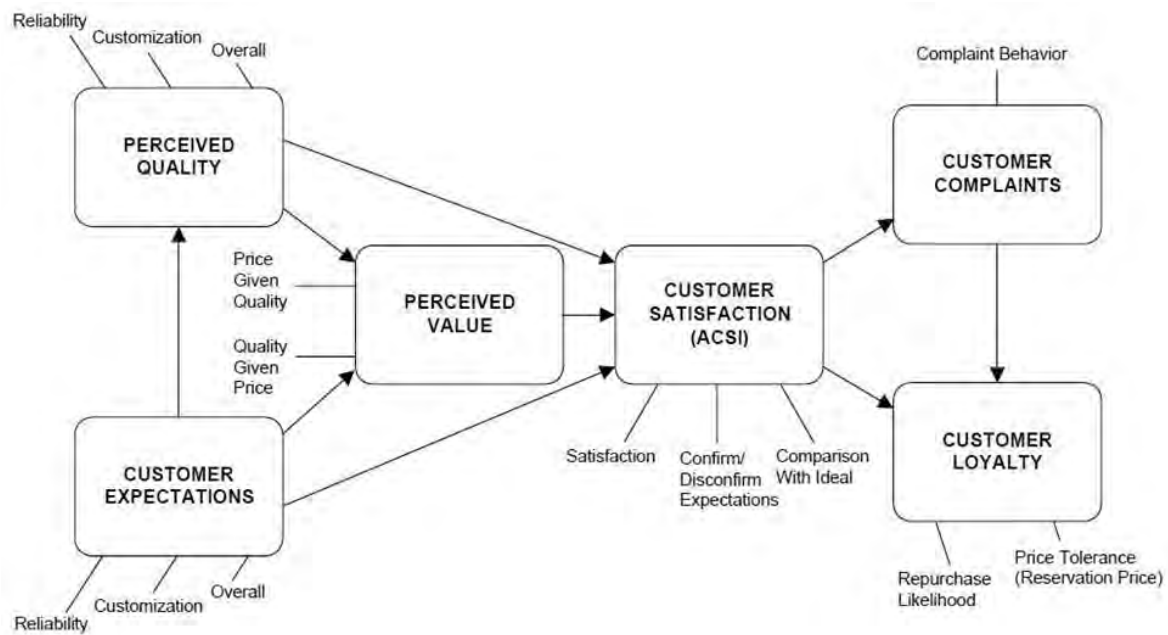 Reliability
Customization
Overall
PERCEIVED
QUALITY
Complaint Behavior
CUSTOMER
COMPLAINTS
Price
Given
Quality
PERCEIVED
VALUE
Quality
Given
Price
CUSTOMER
SATISFACTION
(ACSI)
CUSTOMER
EXPECTATIONS
Reliability
Customization
Overall
Satisfaction
Confirm/
Disconfirm
Expectations
Comparison
With Ideal
CUSTOMER
LOYALTY
Repurchase
Likelihood
Price Tolerance
(Reservation Price)